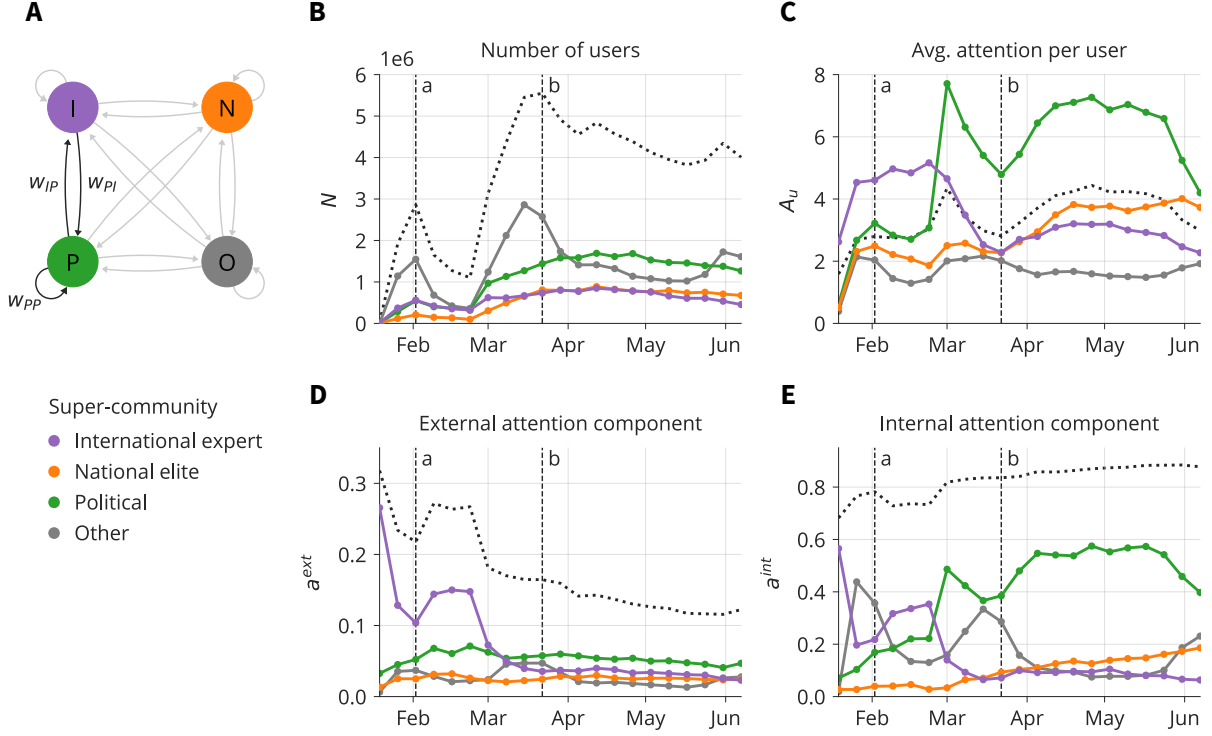 A
I
N
P
O
w_IP
w_PI
w_PP
Super-community
International expert
National elite
Political
Other
B
Number of users
1e6
a
b
N
6
5
4
3
2
1
0
Feb
Mar
Apr
May
Jun
C
Avg. attention per user
a
b
A_u
8
6
4
2
0
Feb
Mar
Apr
May
Jun
D
External attention component
a
b
a^ext
0.3
0.2
0.1
0.0
Feb
Mar
Apr
May
Jun
E
Internal attention component
a
b
a^int
0.8
0.6
0.4
0.2
0.0
Feb
Mar
Apr
May
Jun